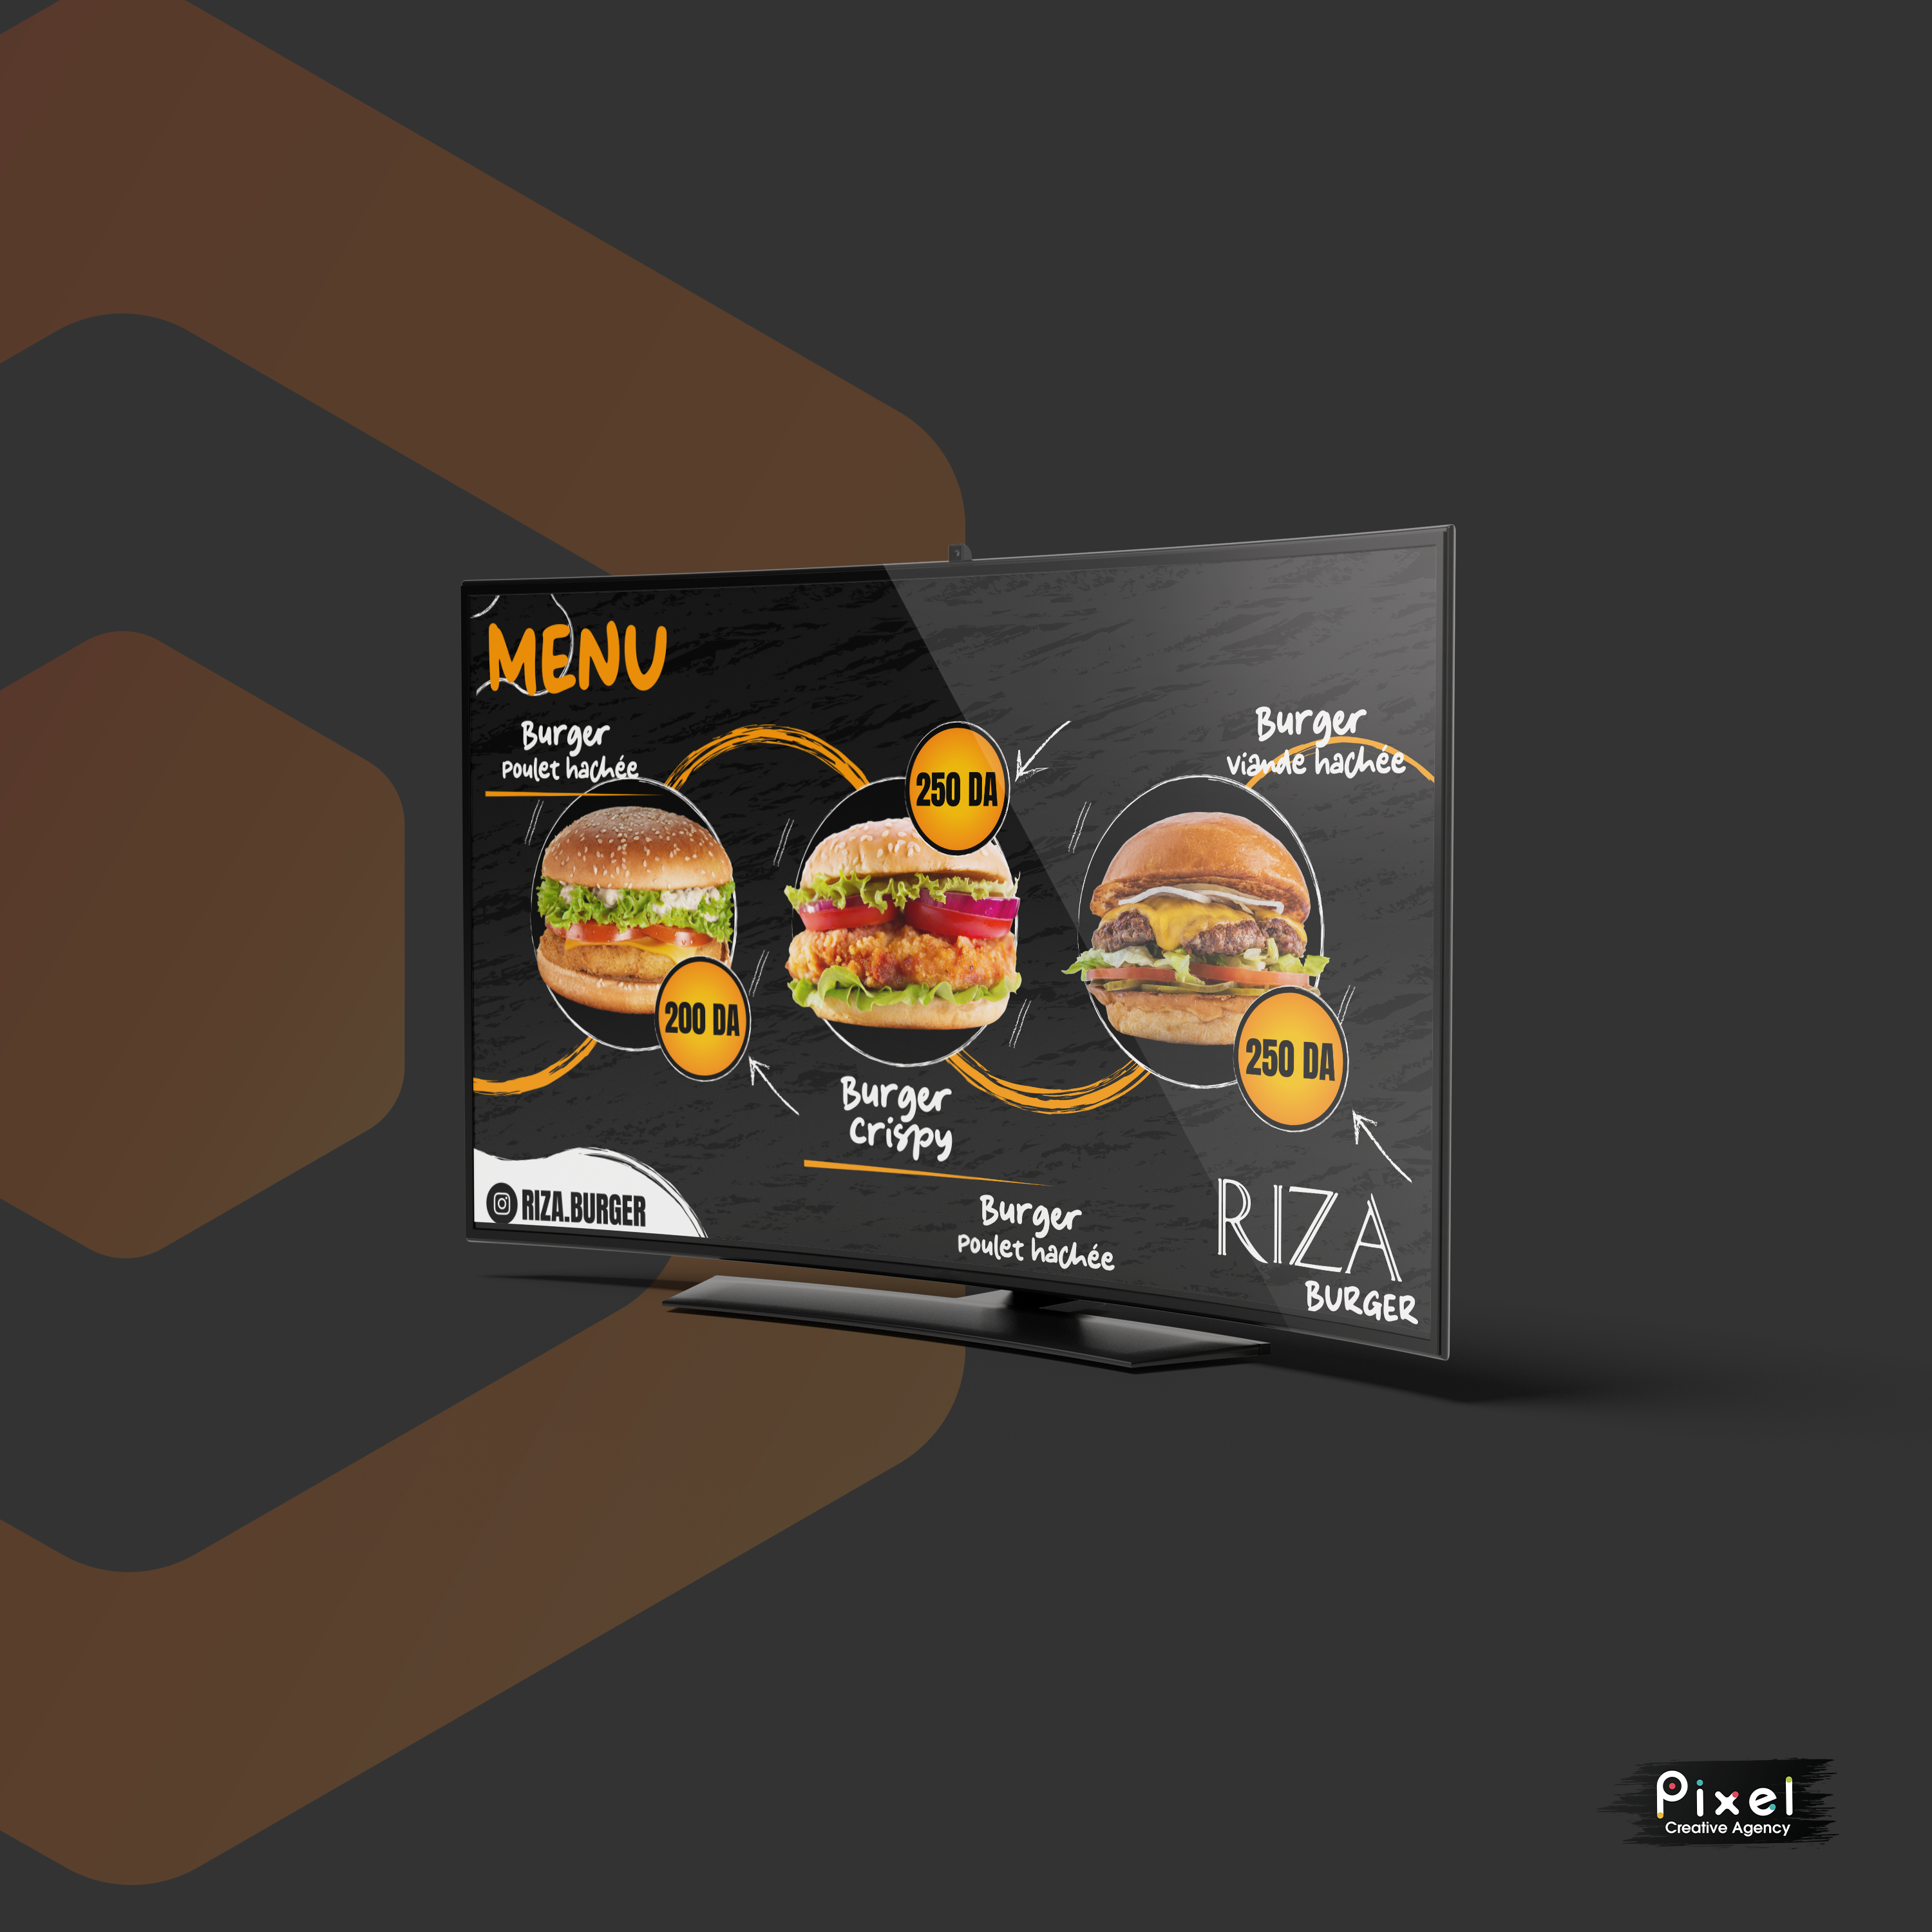 MENU
Burger
Poulet hachée
200 DA
250 DA
Burger
Crispy
Burger
Viande hachée
250 DA
RIZA.BURGER
Burger
Poulet hachée
RIZA
BURGER
Pixel
Creative Agency